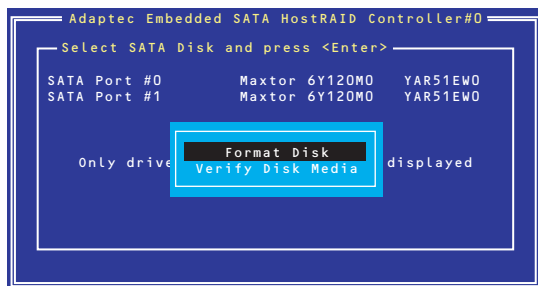 Adaptec Embedded SATA HostRAID Controller#0
Select SATA Disk and press <Enter>
SATA Port #0 Maxtor 6Y120M0 YAR51EW0
SATA Port #1 Maxtor 6Y120M0 YAR51EW0
Format Disk
Only drive Verify Disk Media displayed